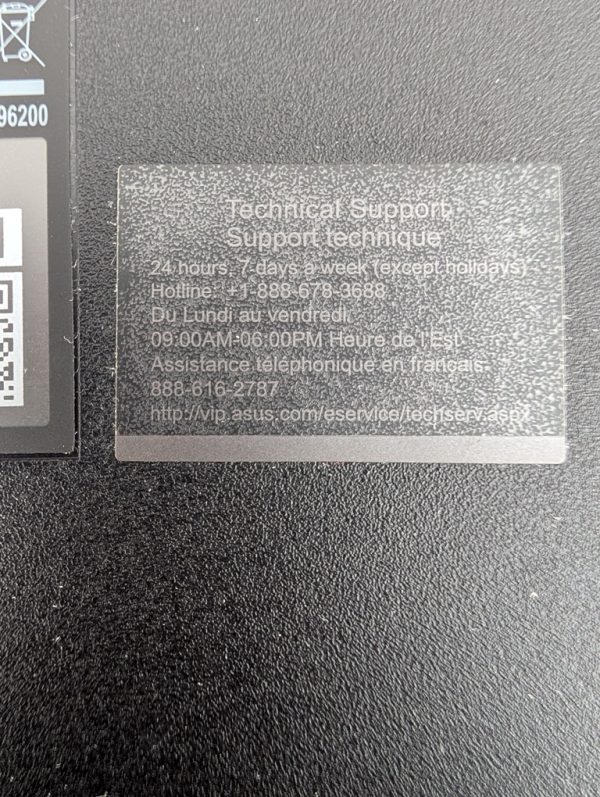 96200
Technical Support
Support technique
24 hours, 7 days a week (except holidays)
Hotline: +1-888-678-3688
Du Lundi au vendredi,
09:00AM-06:00PM Heure de l'Est
Assistance téléphonique en francais:
888-616-2787
http://vip.asus.com/eservice/techserv.aspx